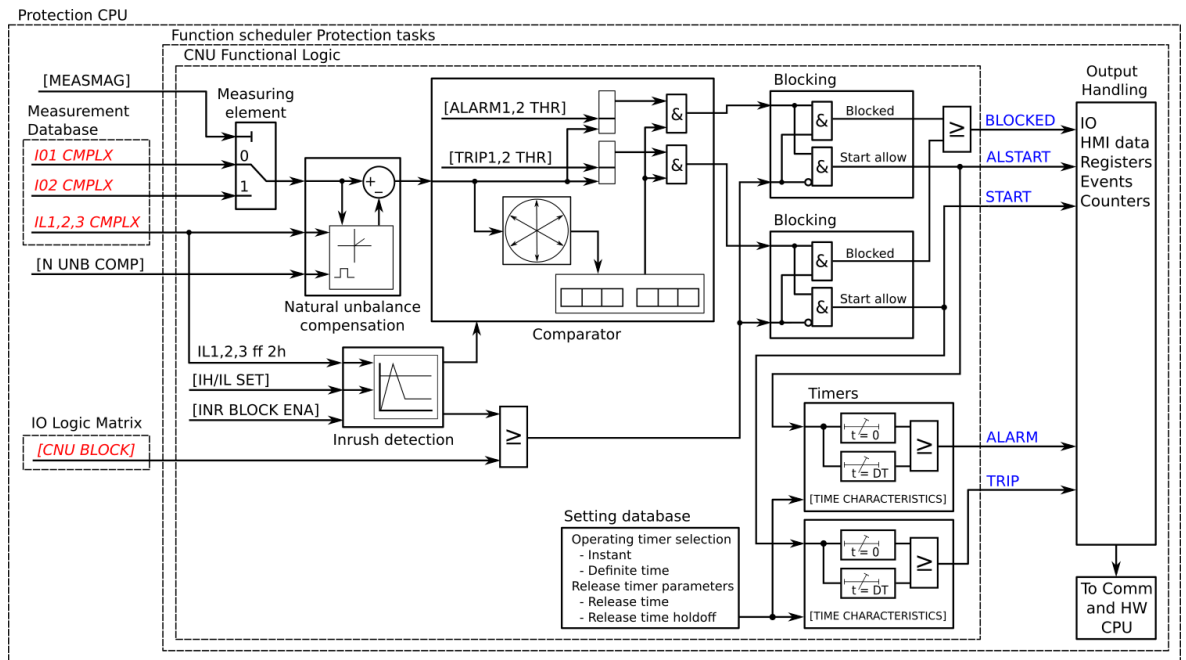 Protection CPU
Function scheduler Protection tasks
CNU Functional Logic
[MEASMAG]
Measurement
Database
I01 CMPLX
I02 CMPLX
IL1,2,3 CMPLX
[N UNB COMP]
Measuring
element
0
1
+
−
Natural unbalance
compensation
[ALARM1,2 THR]
[TRIP1,2 THR]
&
&
Comparator
IL1,2,3 ff 2h
[IH/IL SET]
[INR BLOCK ENA]
Inrush detection
IO Logic Matrix
[CNU BLOCK]
≥
Blocking
&
Blocked
&
Start allow
≥
Blocking
&
Blocked
&
Start allow
BLOCKED
ALSTART
START
Timers
t = 0
t = DT
≥
[TIME CHARACTERISTICS]
ALARM
t = 0
t = DT
≥
[TIME CHARACTERISTICS]
TRIP
Setting database
Operating timer selection
- Instant
- Definite time
Release timer parameters
- Release time
- Release time holdoff
Output
Handling
IO
HMI data
Registers
Events
Counters
To Comm
and HW
CPU